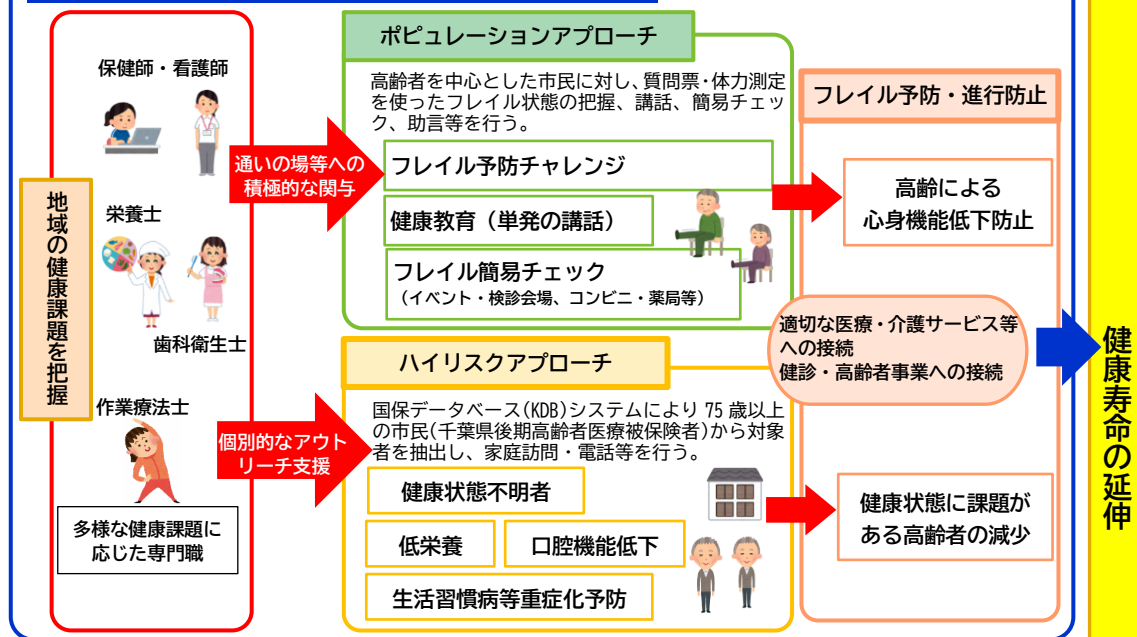 地域の健康課題を把握
保健師・看護師
栄養士
歯科衛生士
作業療法士
多様な健康課題に
応じた専門職
通いの場等への
積極的な関与
個別的なアウト
リーチ支援
ポピュレーションアプローチ
高齢者を中心とした市民に対し、質問票・体力測定
を使ったフレイル状態の把握、講話、簡易チェッ
ク、助言等を行う。
フレイル予防チャレンジ
健康教育（単発の講話）
フレイル簡易チェック
（イベント・検診会場、コンビニ・薬局等）
ハイリスクアプローチ
国保データベース(KDB)システムにより 75 歳以上
の市民(千葉県後期高齢者医療被保険者)から対象
者を抽出し、家庭訪問・電話等を行う。
健康状態不明者
低栄養
口腔機能低下
生活習慣病等重症化予防
フレイル予防・進行防止
高齢による
心身機能低下防止
適切な医療・介護サービス等
への接続
健診・高齢者事業への接続
健康状態に課題が
ある高齢者の減少
健康寿命の延伸